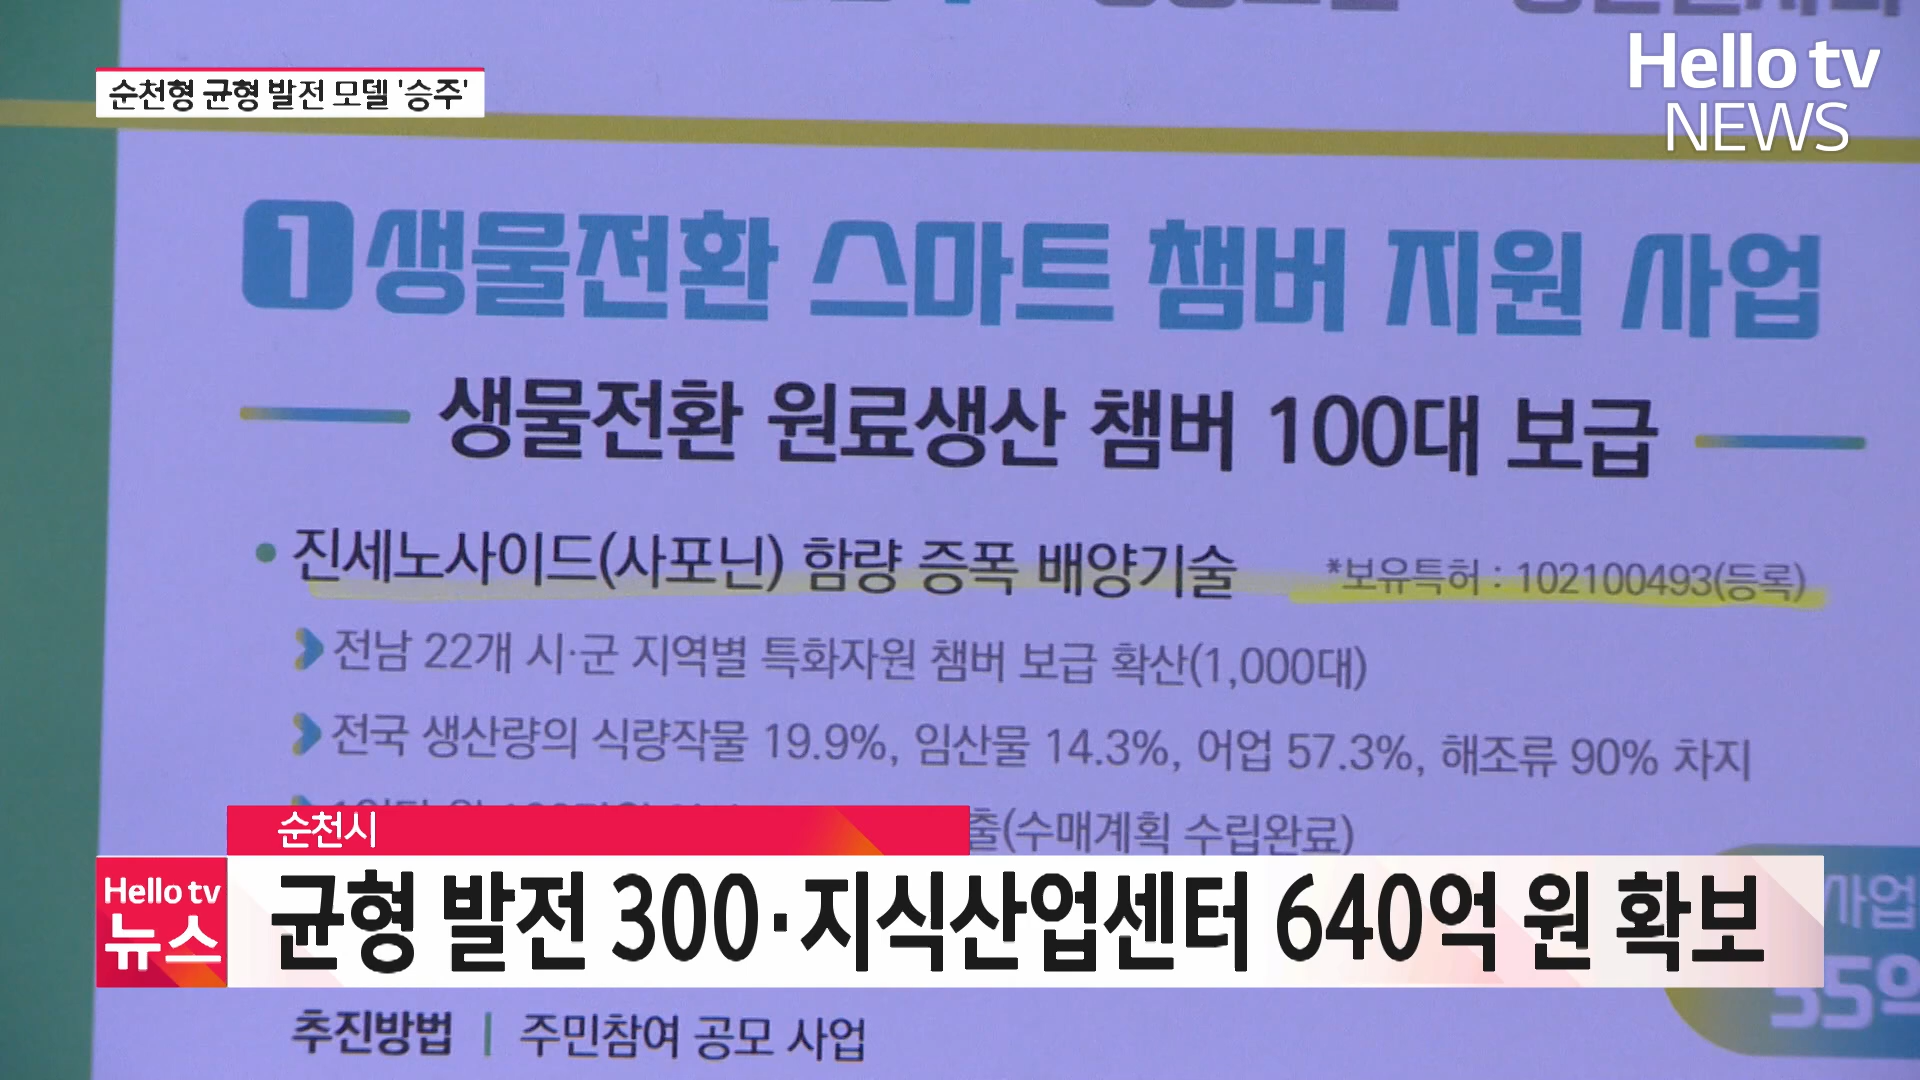 Hello tv
NEWS
순천형 균형 발전 모델 '승주'
1 생물전환 스마트 챔버 지원 사업
생물전환 원료생산 챔버 100대 보급
• 진세노사이드(사포닌) 함량 증폭 배양기술 *보유특허 : 102100493(등록)
전남 22개 시·군 지역별 특화자원 챔버 보급 확산(1,000대)
전국 생산량의 식량작물 19.9%, 임산물 14.3%, 어업 57.3%, 해조류 90% 차지
출(수매계획 수립완료)
순천시
Hello tv
뉴스
균형 발전 300·지식산업센터 640억 원 확보
사업
추진방법 | 주민참여 공모 사업